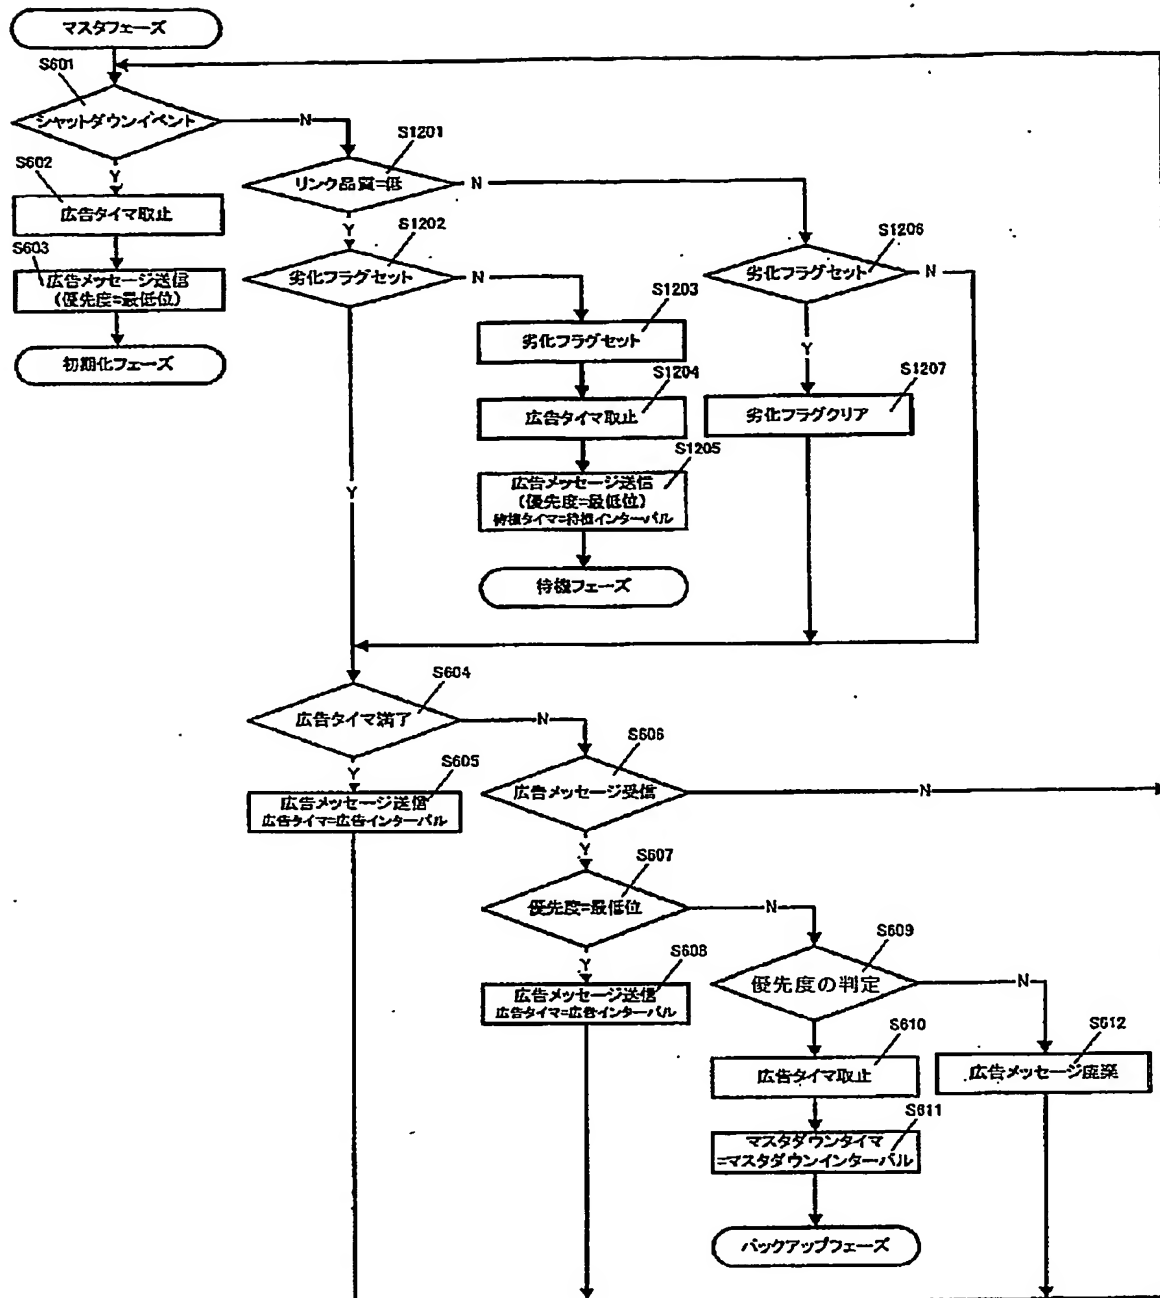 マスタフェーズ
S601
シャットダウンイベント
N
S1201
リンク品質=低
N
S602
Y
広告タイマ取止
S603
広告メッセージ送信
(優先度=最低位)
初期化フェーズ
Y
S1202
劣化フラグセット
N
S1206
劣化フラグセット
N
S1203
劣化フラグセット
S1204
広告タイマ取止
S1205
広告メッセージ送信
(優先度=最低位)
待機タイマ=待機インターバル
待機フェーズ
Y
S1207
劣化フラグクリア
Y
S604
広告タイマ満了
N
Y
S605
広告メッセージ送信
広告タイマ=広告インターバル
S606
広告メッセージ受信
N
Y
S607
優先度=最低位
N
Y
S608
広告メッセージ送信
広告タイマ=広告インターバル
S609
優先度の判定
N
S610
広告タイマ取止
S611
マスタダウンタイマ
=マスタダウンインターバル
バックアップフェーズ
S612
広告メッセージ廃棄